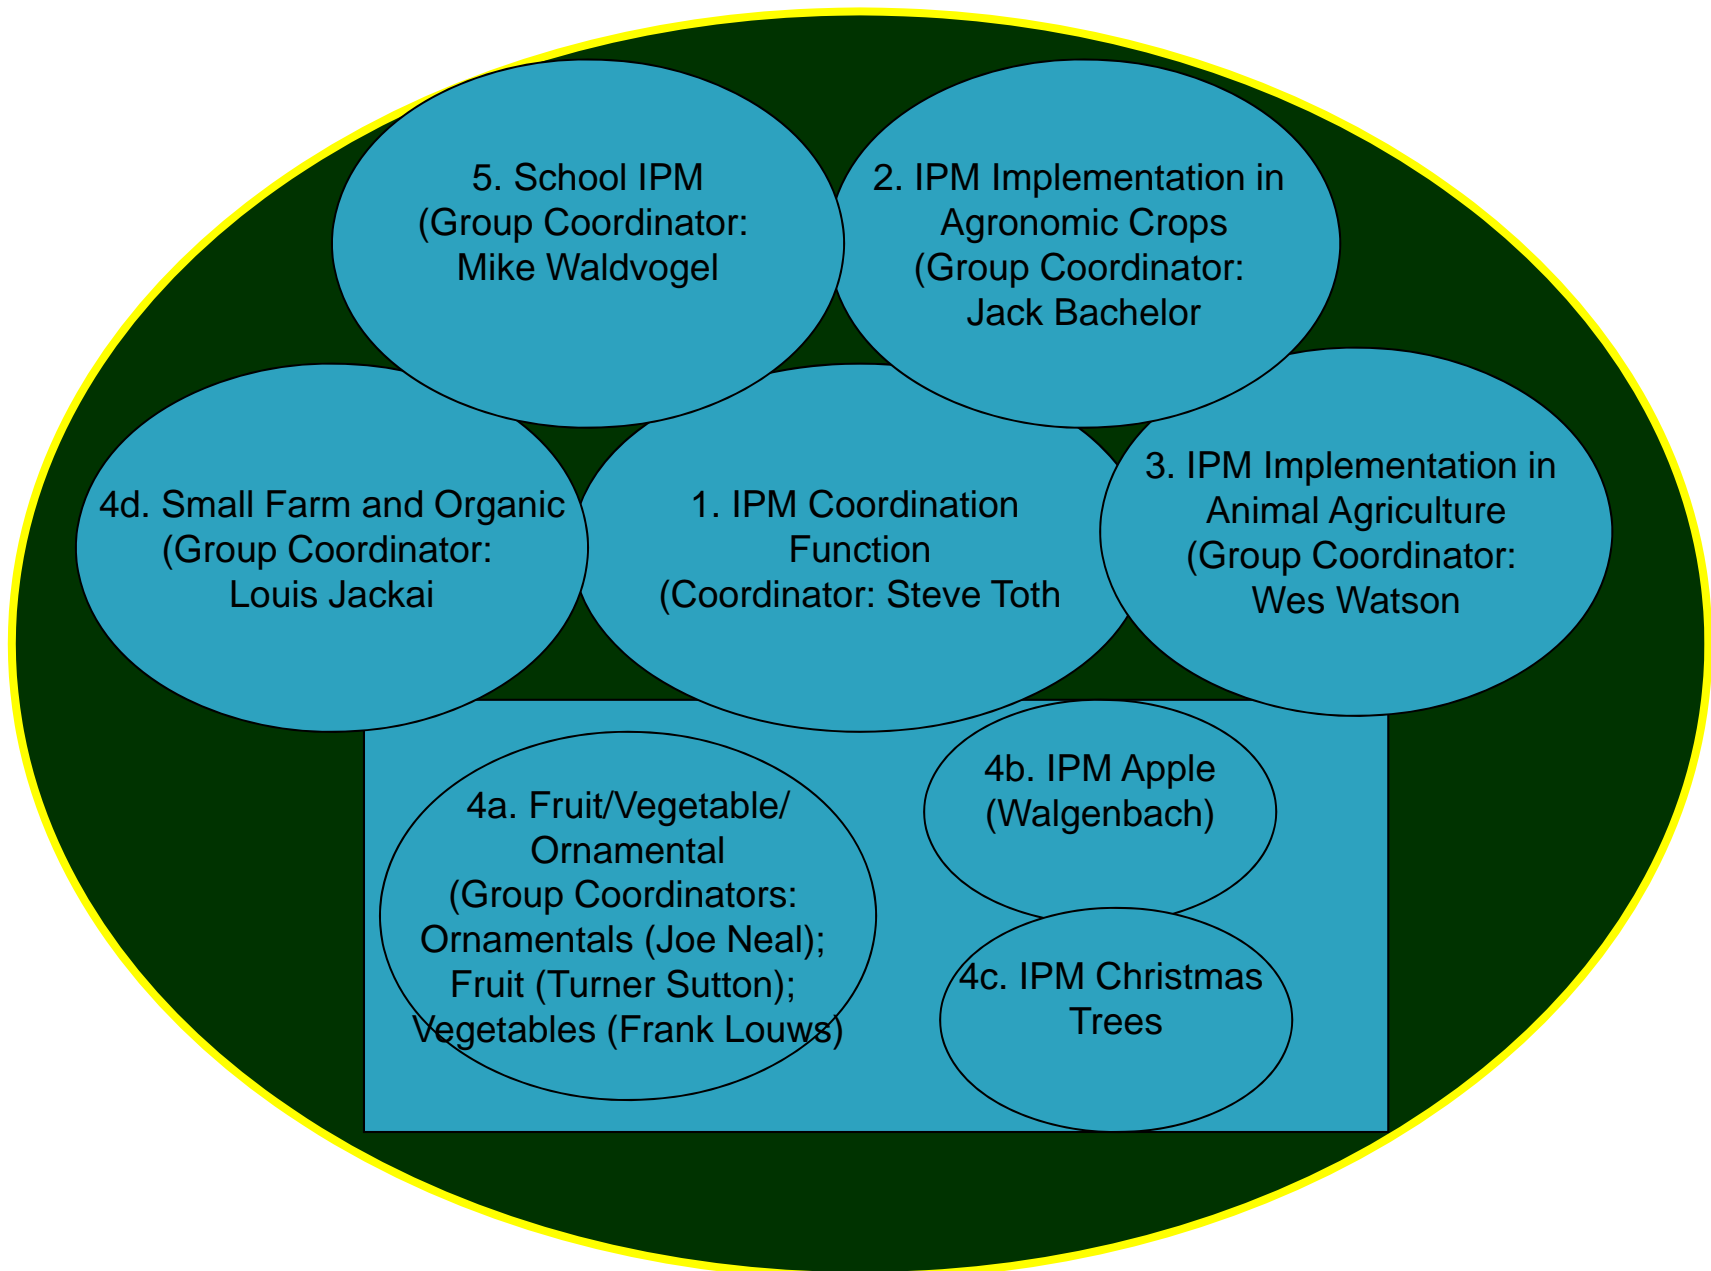 5. School IPM
(Group Coordinator:
Mike Waldvogel
2. IPM Implementation in
Agronomic Crops
(Group Coordinator:
Jack Bachelor
4d. Small Farm and Organic
(Group Coordinator:
Louis Jackai
1. IPM Coordination
Function
(Coordinator: Steve Toth
3. IPM Implementation in
Animal Agriculture
(Group Coordinator:
Wes Watson
4a. Fruit/Vegetable/
Ornamental
(Group Coordinators:
Ornamentals (Joe Neal);
Fruit (Turner Sutton);
Vegetables (Frank Louws)
4b. IPM Apple
(Walgenbach)
4c. IPM Christmas
Trees